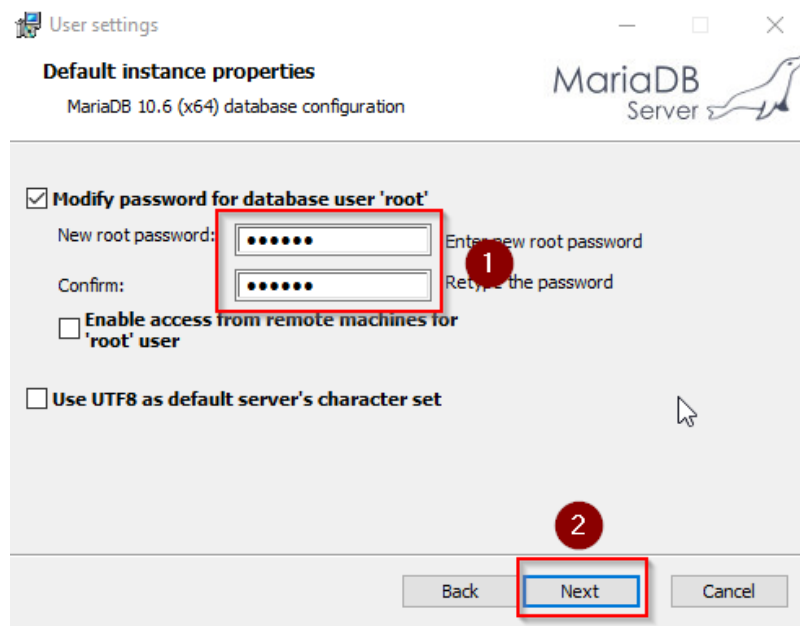 User settings
Default instance properties
MariaDB 10.6 (x64) database configuration
MariaDB
Server
Modify password for database user 'root'
New root password:
Enter new root password
1
Confirm:
Retype the password
Enable access from remote machines for
'root' user
Use UTF8 as default server's character set
2
Back
Next
Cancel